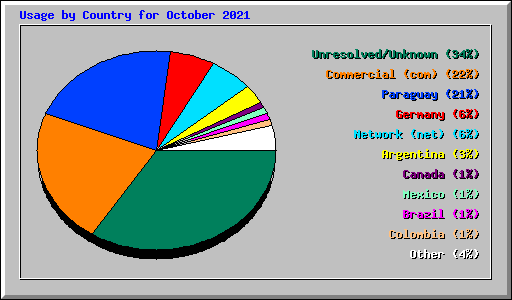 Usage by Country for October 2021
Unresolved/Unknown (34%)
Commercial (com) (22%)
Paraguay (21%)
Germany (6%)
Network (net) (6%)
Argentina (3%)
Canada (1%)
Mexico (1%)
Brazil (1%)
Colombia (1%)
Other (4%)